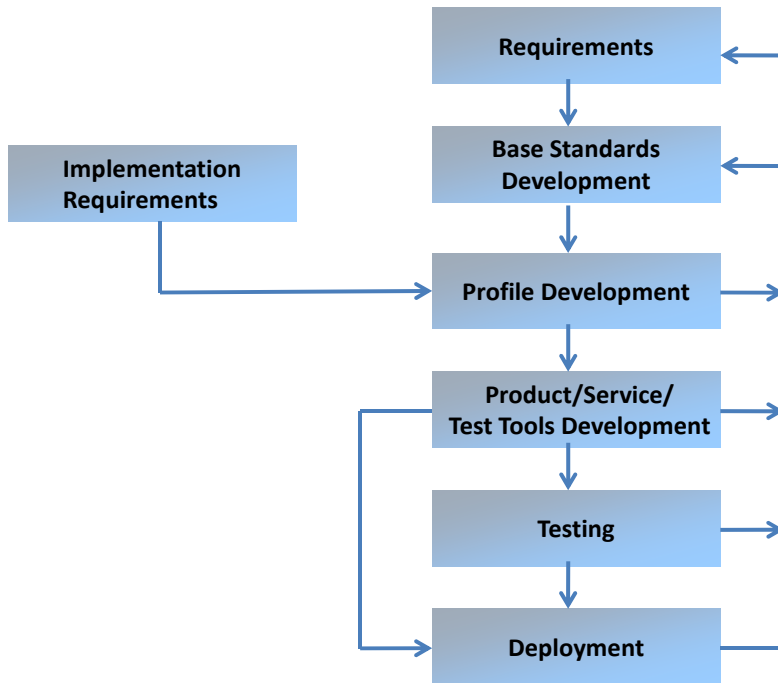 Requirements
Base Standards
Development
Implementation
Requirements
Profile Development
Product/Service/
Test Tools Development
Testing
Deployment